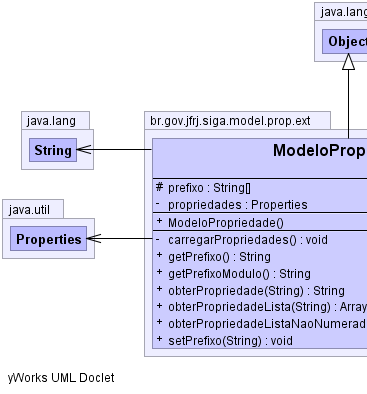 java.lang
Object
java.lang
String
br.gov.jfrj.siga.model.prop.ext
ModeloProp
# prefixo : String[]
- propriedades : Properties
+ ModeloPropriedade()
- carregarPropriedades() : void
+ getPrefixo() : String
+ getPrefixoModulo() : String
+ obterPropriedade(String) : String
+ obterPropriedadeLista(String) : Array
+ obterPropriedadeListaNaoNumerad
+ setPrefixo(String) : void
java.util
Properties
yWorks UML Doclet